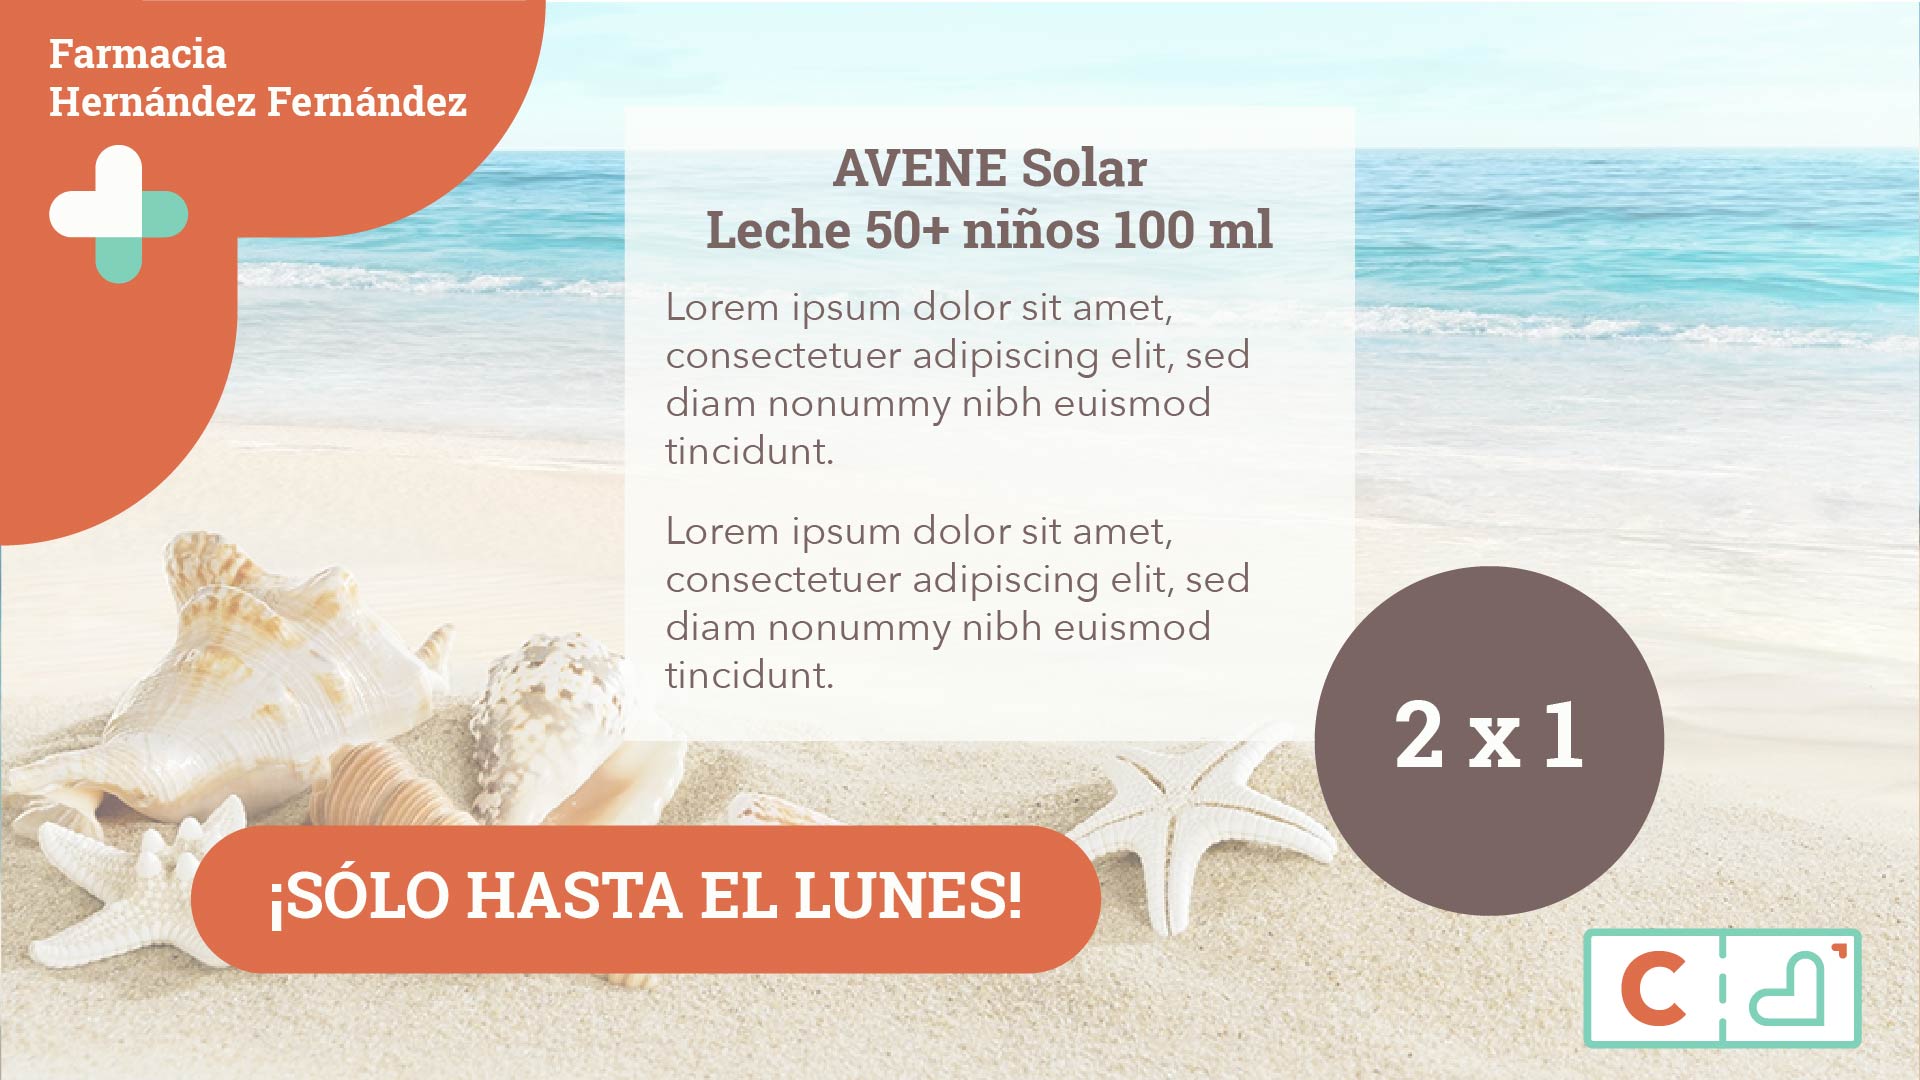 Farmacia
Hernández Fernández
AVENE Solar
Leche 50+ niños 100 ml
Lorem ipsum dolor sit amet,
consectetuer adipiscing elit, sed
diam nonummy nibh euismod
tincidunt.
Lorem ipsum dolor sit amet,
consectetuer adipiscing elit, sed
diam nonummy nibh euismod
tincidunt.
2 x 1
¡SÓLO HASTA EL LUNES!
C